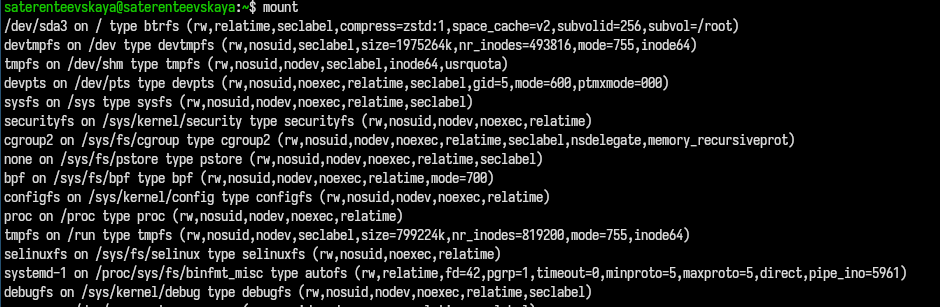 saterenteevskaya@saterenteevskaya:~$ mount
/dev/sda3 on / type btrfs (rw,relatime,seclabel,compress=zstd:1,space_cache=v2,subvolid=256,subvol=/root)
devtmpfs on /dev type devtmpfs (rw,nosuid,seclabel,size=1975264k,nr_inodes=493816,mode=755,inode64)
tmpfs on /dev/shm type tmpfs (rw,nosuid,nodev,seclabel,inode64,usrquota)
devpts on /dev/pts type devpts (rw,nosuid,noexec,relatime,seclabel,gid=5,mode=600,ptmxmode=000)
sysfs on /sys type sysfs (rw,nosuid,nodev,noexec,relatime,seclabel)
securityfs on /sys/kernel/security type securityfs (rw,nosuid,nodev,noexec,relatime)
cgroup2 on /sys/fs/cgroup type cgroup2 (rw,nosuid,nodev,noexec,relatime,seclabel,nsdelegate,memory_recursiveprot)
none on /sys/fs/pstore type pstore (rw,nosuid,nodev,noexec,relatime,seclabel)
bpf on /sys/fs/bpf type bpf (rw,nosuid,nodev,noexec,relatime,mode=700)
configfs on /sys/kernel/config type configfs (rw,nosuid,nodev,noexec,relatime)
proc on /proc type proc (rw,nosuid,nodev,noexec,relatime)
tmpfs on /run type tmpfs (rw,nosuid,nodev,seclabel,size=799224k,nr_inodes=819200,mode=755,inode64)
selinuxfs on /sys/fs/selinux type selinuxfs (rw,nosuid,noexec,relatime)
systemd-1 on /proc/sys/fs/binfmt_misc type autofs (rw,relatime,fd=42,pgrp=1,timeout=0,minproto=5,maxproto=5,direct,pipe_ino=5961)
debugfs on /sys/kernel/debug type debugfs (rw,nosuid,nodev,noexec,relatime,seclabel)